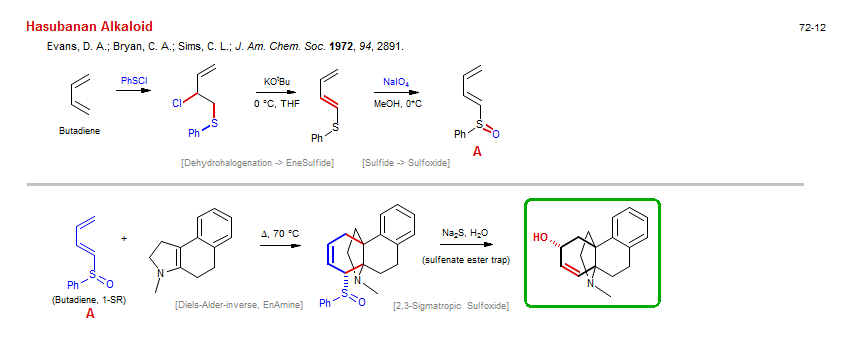 Hasubanan Alkaloid
72-12
Evans, D. A.; Bryan, C. A.; Sims, C. L.; J. Am. Chem. Soc. 1972, 94, 2891.
PhSCl
KOᵗBu
NaIO₄
0 °C, THF
MeOH, 0°C
Cl
S
Ph
S
Ph
S
Ph
O
Butadiene
A
[Dehydrohalogenation -> EneSulfide]
[Sulfide -> Sulfoxide]
+
Δ, 70 °C
Na₂S, H₂O
(sulfenate ester trap)
HO
S
Ph
O
N
N
S
Ph
O
N
(Butadiene, 1-SR)
A
[Diels-Alder-inverse, EnAmine]
[2,3-Sigmatropic Sulfoxide]